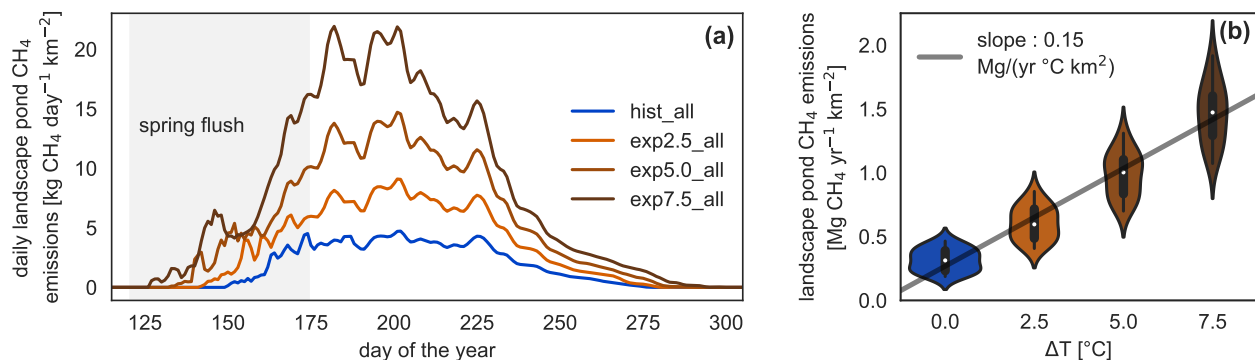 daily landscape pond CH₄
emissions [kg CH₄ day⁻¹ km⁻²]
20
15
10
5
0
(a)
spring flush
hist_all
exp2.5_all
exp5.0_all
exp7.5_all
125
150
175
200
225
250
275
300
day of the year
landscape pond CH₄ emissions
[Mg CH₄ yr⁻¹ km⁻²]
2.0
1.5
1.0
0.5
0.0
(b)
slope : 0.15
Mg/(yr °C km²)
0.0
2.5
5.0
7.5
ΔT [°C]